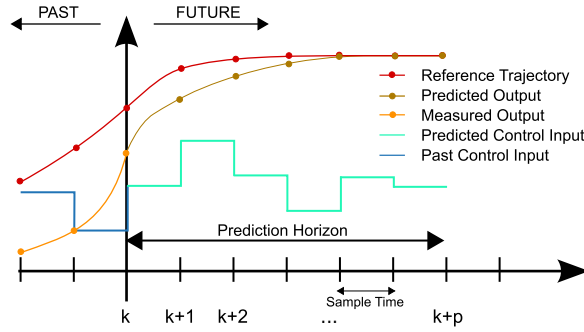 PAST
FUTURE
Reference Trajectory
Predicted Output
Measured Output
Predicted Control Input
Past Control Input
Prediction Horizon
Sample Time
k
k+1
k+2
...
k+p